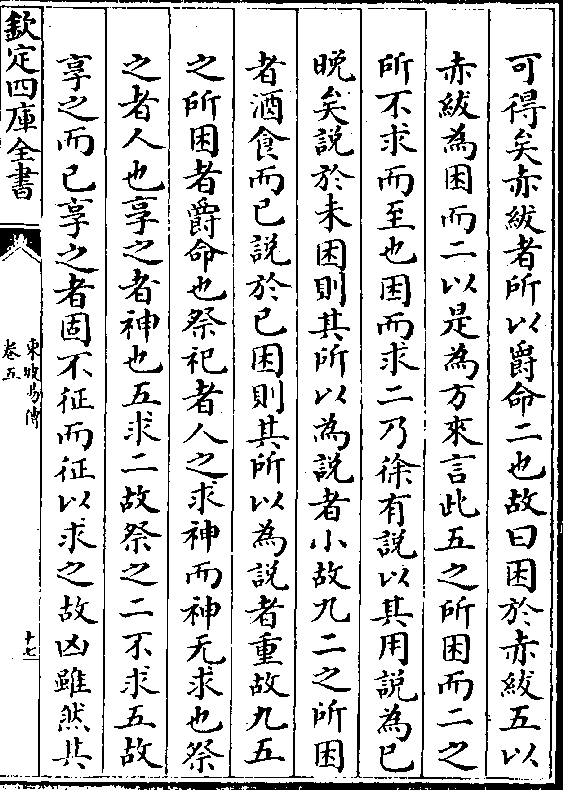 可得矣赤紱者所以爵命二也故曰困於赤紱五以
赤紱為困而二以是為方來言此五之所困而二之
所不求而至也困而求二乃徐有說以其用說為已
晚矣說於未困則其所以為說者小故九二之所困
者酒食而已說於已困則其所以為說者重故九五
之所困者爵命也祭祀者人之求神而神无求也祭
之者人也享之者神也五求二故祭之二不求五故
享之而已享之者固不征而征以求之故凶雖然其
欽定四庫全書
東坡易傳
卷五
十七